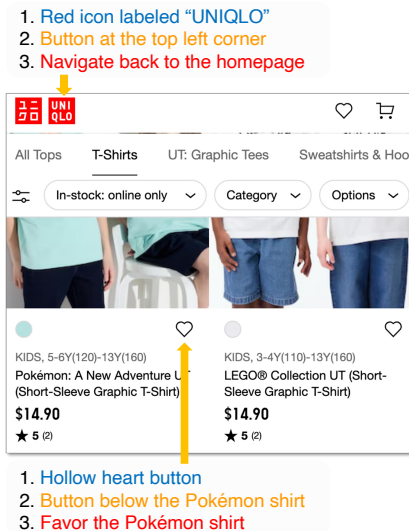 1. Red icon labeled “UNIQLO”
2. Button at the top left corner
3. Navigate back to the homepage
ユニ
クロ
UNI
QLO
All Tops T-Shirts UT: Graphic Tees Sweatshirts & Hoo
In-stock: online only Category Options
KIDS, 5-6Y(120)-13Y(160) KIDS, 3-4Y(110)-13Y(160)
Pokémon: A New Adventure UT LEGO® Collection UT (Short-
(Short-Sleeve Graphic T-Shirt) Sleeve Graphic T-Shirt)
$14.90 $14.90
★ 5 (2) ★ 5 (2)
1. Hollow heart button
2. Button below the Pokémon shirt
3. Favor the Pokémon shirt